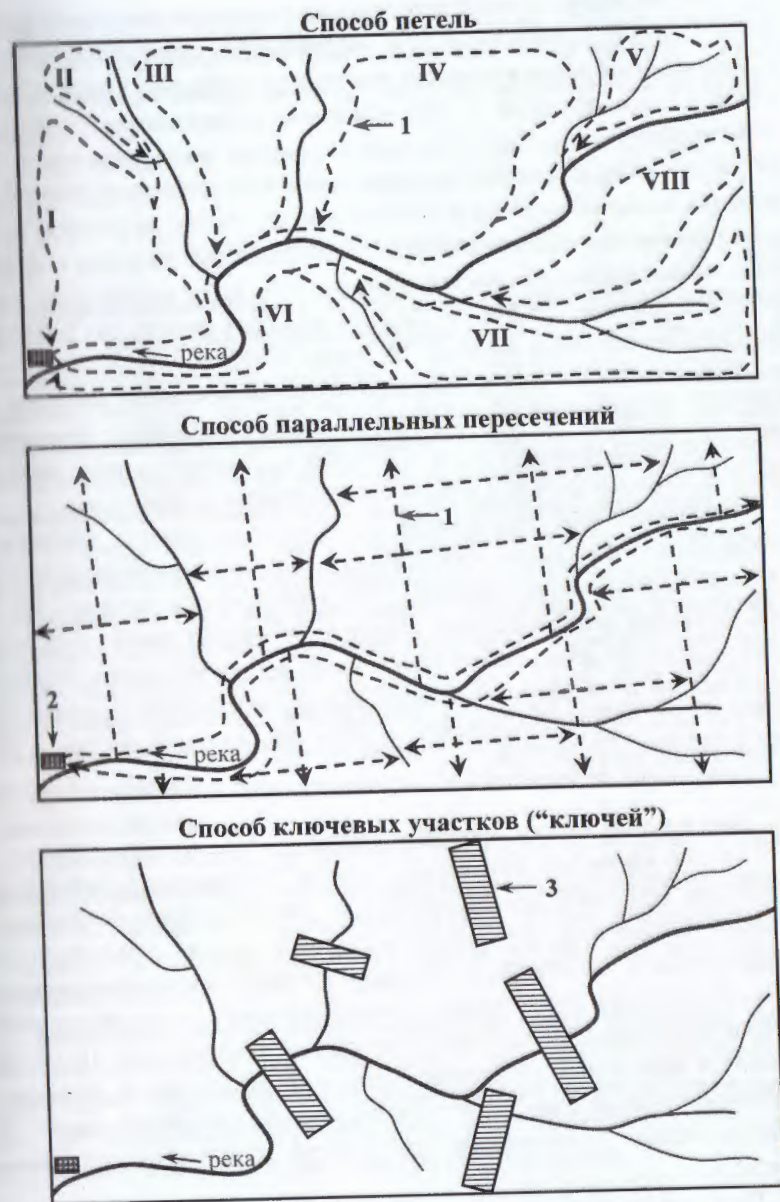 Способ петель
II III IV V
1
VIII
I
VI
VII
река
Способ параллельных пересечений
1
2
река
Способ ключевых участков (“ключей”)
3
река